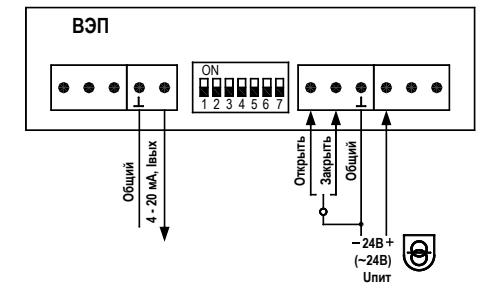 ВЭП
ON
1 2 3 4 5 6 7
Общий
4 - 20 мА, Iвых
Открыть
Закрыть
Общий
–24В+
(~24В)
Uпит